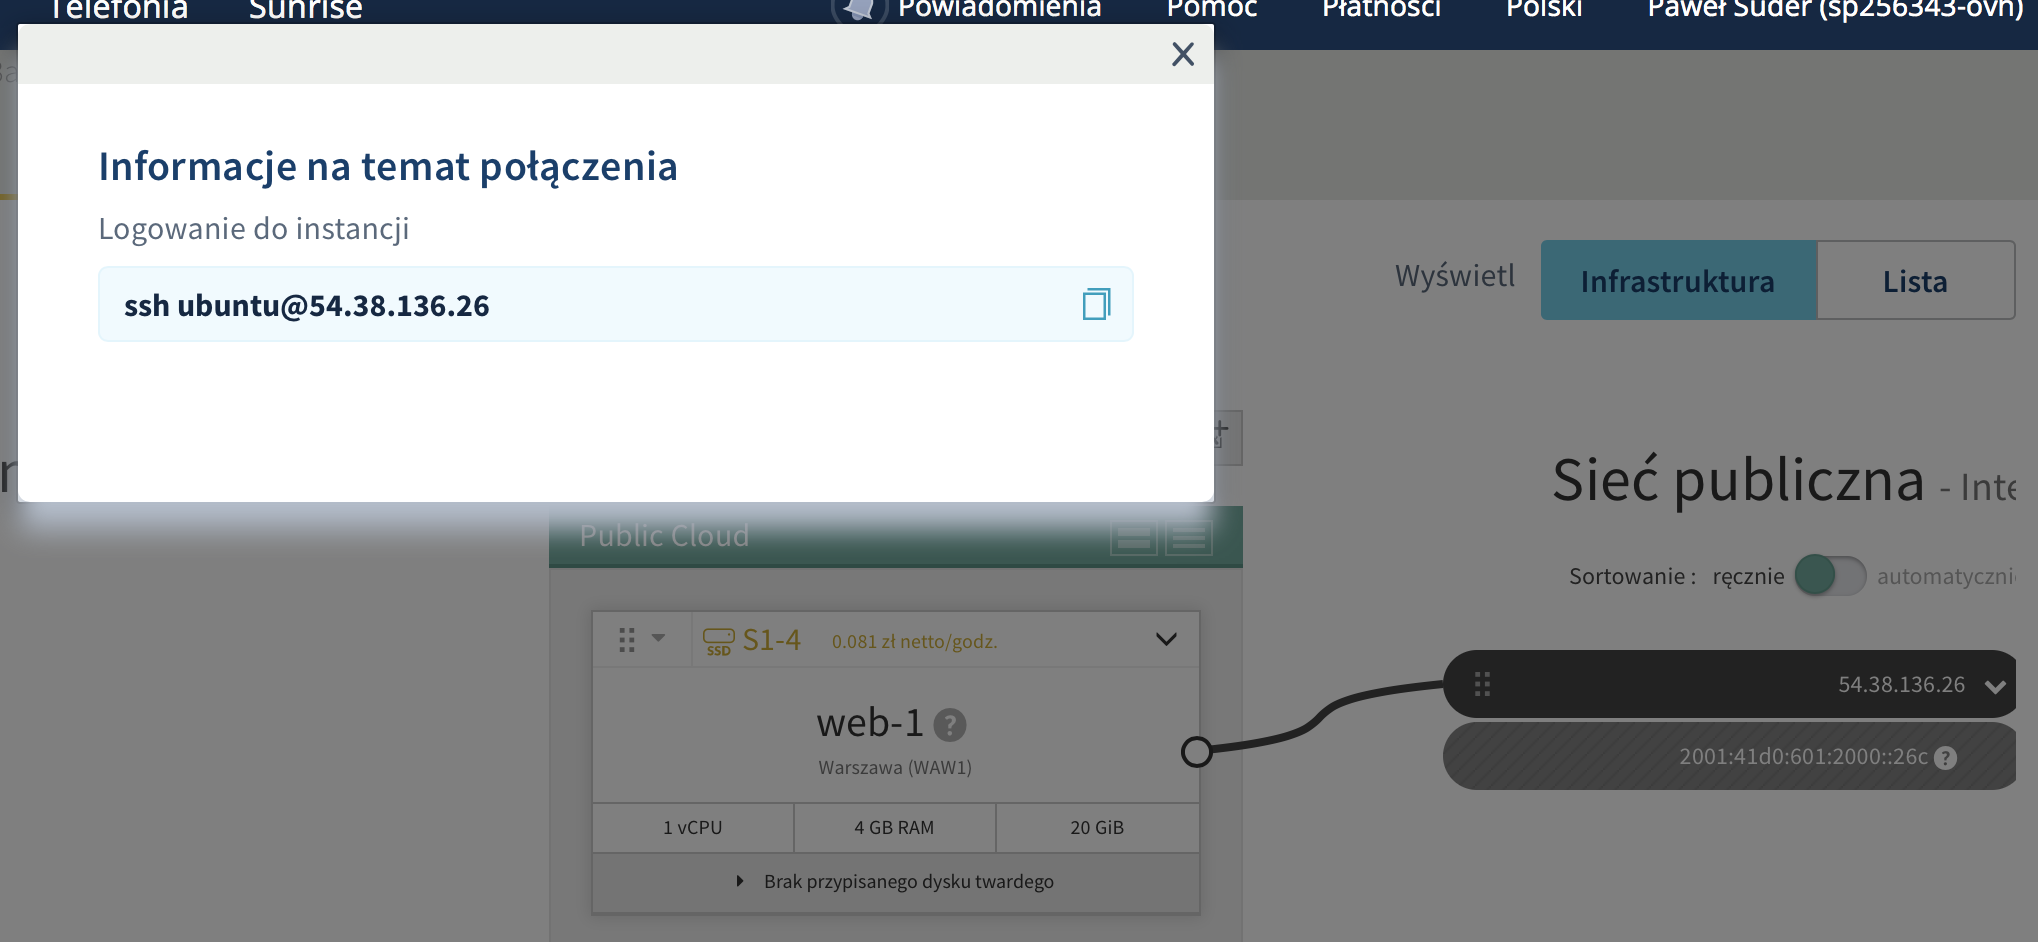 Telefonia Sunrise Powiadomienia Pomoc Płatności Polski Paweł Suder (sp256343-ovh)
Informacje na temat połączenia
Logowanie do instancji
ssh ubuntu@54.38.136.26
Wyświetl Infrastruktura Lista
Sieć publiczna - Inte
Sortowanie : ręcznie automatyczni
Public Cloud
SSD S1-4 0.081 zł netto/godz.
web-1 ?
Warszawa (WAW1)
1 vCPU 4 GB RAM 20 GiB
Brak przypisanego dysku twardego
54.38.136.26
2001:41d0:601:2000::26c ?